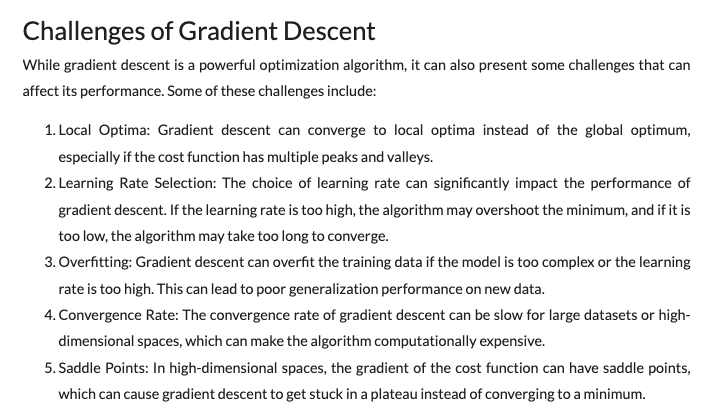 Challenges of Gradient Descent
While gradient descent is a powerful optimization algorithm, it can also present some challenges that can
affect its performance. Some of these challenges include:
1. Local Optima: Gradient descent can converge to local optima instead of the global optimum,
especially if the cost function has multiple peaks and valleys.
2. Learning Rate Selection: The choice of learning rate can significantly impact the performance of
gradient descent. If the learning rate is too high, the algorithm may overshoot the minimum, and if it is
too low, the algorithm may take too long to converge.
3. Overfitting: Gradient descent can overfit the training data if the model is too complex or the learning
rate is too high. This can lead to poor generalization performance on new data.
4. Convergence Rate: The convergence rate of gradient descent can be slow for large datasets or high-
dimensional spaces, which can make the algorithm computationally expensive.
5. Saddle Points: In high-dimensional spaces, the gradient of the cost function can have saddle points,
which can cause gradient descent to get stuck in a plateau instead of converging to a minimum.